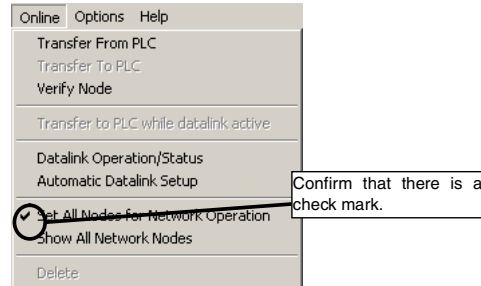 Online Options Help
Transfer From PLC
Transfer To PLC
Verify Node
Transfer to PLC while datalink active
Datalink Operation/Status
Automatic Datalink Setup
Set All Nodes for Network Operation
Show All Network Nodes
Delete
Confirm that there is a
check mark.